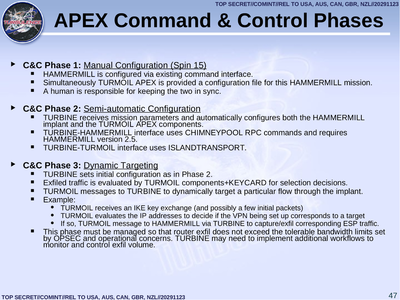 TOP SECRET//COMINT//REL TO USA, AUS, CAN, GBR, NZL//20291123
APEX Command & Control Phases
C&C Phase 1: Manual Configuration (Spin 15)
HAMMERMILL is configured via existing command interface.
Simultaneously TURMOIL APEX is provided a configuration file for this HAMMERMILL mission.
A human is responsible for keeping the two in sync.
C&C Phase 2: Semi-automatic Configuration
TURBINE receives mission parameters and automatically configures both the HAMMERMILL
implant and the TURMOIL APEX components.
TURBINE-HAMMERMILL interface uses CHIMNEYPOOL RPC commands and requires
HAMMERMILL version 2.5.
TURBINE-TURMOIL interface uses ISLANDTRANSPORT.
C&C Phase 3: Dynamic Targeting
TURBINE sets initial configuration as in Phase 2.
Exfiled traffic is evaluated by TURMOIL components+KEYCARD for selection decisions.
TURMOIL messages to TURBINE to dynamically target a particular flow through the implant.
Example:
TURMOIL receives an IKE key exchange (and possibly a few initial packets)
TURMOIL evaluates the IP addresses to decide if the VPN being set up corresponds to a target
If so, TURMOIL message to HAMMERMILL via TURBINE to capture/exfil corresponding ESP traffic.
This phase must be managed so that router exfil does not exceed the tolerable bandwidth limits set
by OPSEC and operational concerns. TURBINE may need to implement additional workflows to
monitor and control exfil volume.
TOP SECRET//COMINT//REL TO USA, AUS, CAN, GBR, NZL//20291123
47